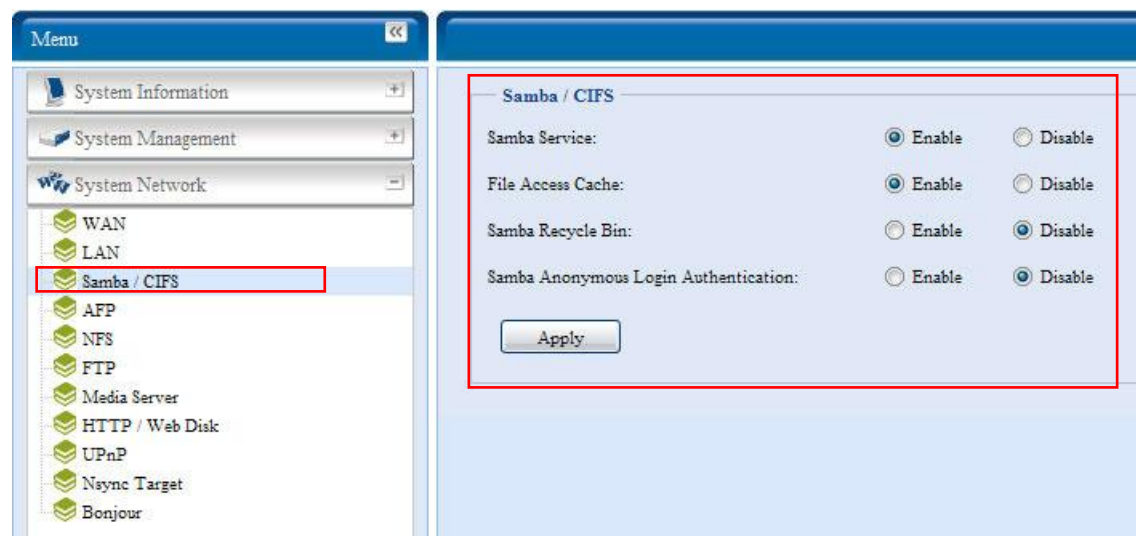 Menu
System Information
System Management
System Network
WAN
LAN
Samba / CIFS
AFP
NFS
FTP
Media Server
HTTP / Web Disk
UPnP
Nsync Target
Bonjour
Samba / CIFS
Samba Service: Enable Disable
File Access Cache: Enable Disable
Samba Recycle Bin: Enable Disable
Samba Anonymous Login Authentication: Enable Disable
Apply